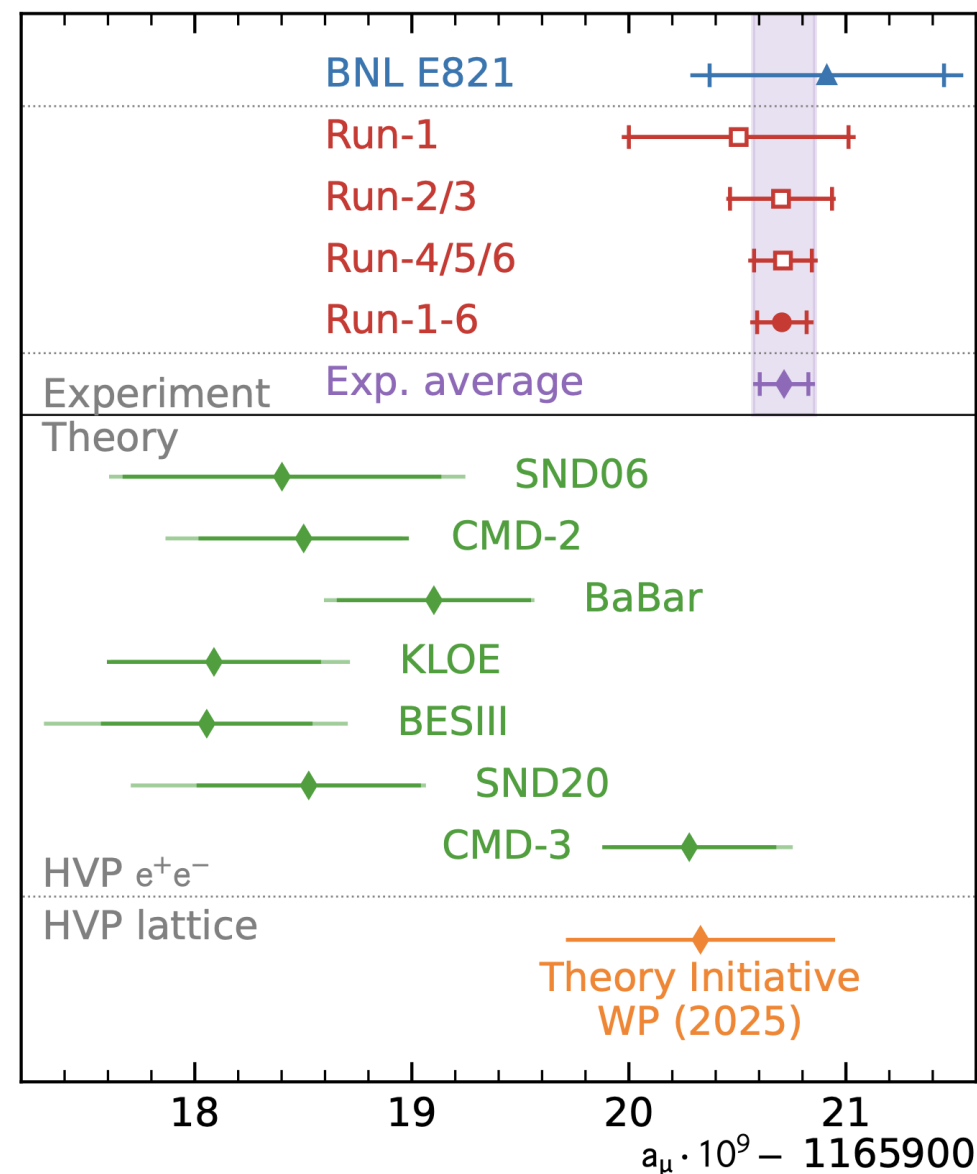 BNL E821
Run-1
Run-2/3
Run-4/5/6
Run-1-6
Experiment Exp. average
Theory
SND06
CMD-2
BaBar
KLOE
BESIII
SND20
CMD-3
HVP e⁺e⁻
HVP lattice
Theory Initiative
WP (2025)
18 19 20 21
aμ · 10⁹ − 1165900